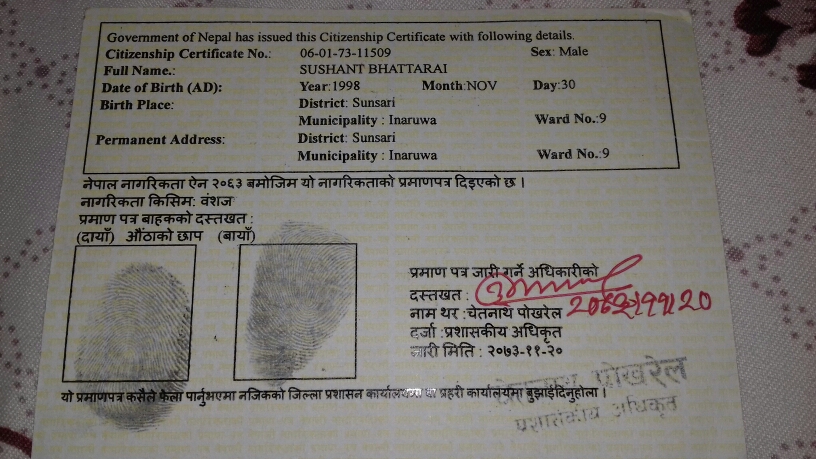 Government of Nepal has issued this Citizenship Certificate with following details.
Citizenship Certificate No.: 06-01-73-11509 Sex: Male
Full Name.: SUSHANT BHATTARAI
Date of Birth (AD): Year:1998 Month:NOV Day:30
Birth Place: District: Sunsari
Municipality : Inaruwa Ward No.:9
Permanent Address: District: Sunsari
Municipality : Inaruwa Ward No.:9
नेपाल नागरिकता ऐन २०६३ बमोजिम यो नागरिकताको प्रमाणपत्र दिइएको छ ।
नागरिकता किसिम: वंशज
प्रमाण पत्र बाहकको दस्तखत :
(दायाँ) औंठाको छाप (बायाँ)
प्रमाण पत्र जारी गर्ने अधिकारीको
दस्तखत :
नाम थर : चेतनाथ पोखरेल
दर्जा : प्रशासकीय अधिकृत
जारी मिति : २०७३-११-२०
यो प्रमाणपत्र कसैले फेला पार्नुभएमा नजिकको जिल्ला प्रशासन कार्यालयमा वा प्रहरी कार्यालयमा बुझाईदिनुहोला ।
चेतनाथ पोखरेल
प्रशासकीय अधिकृत